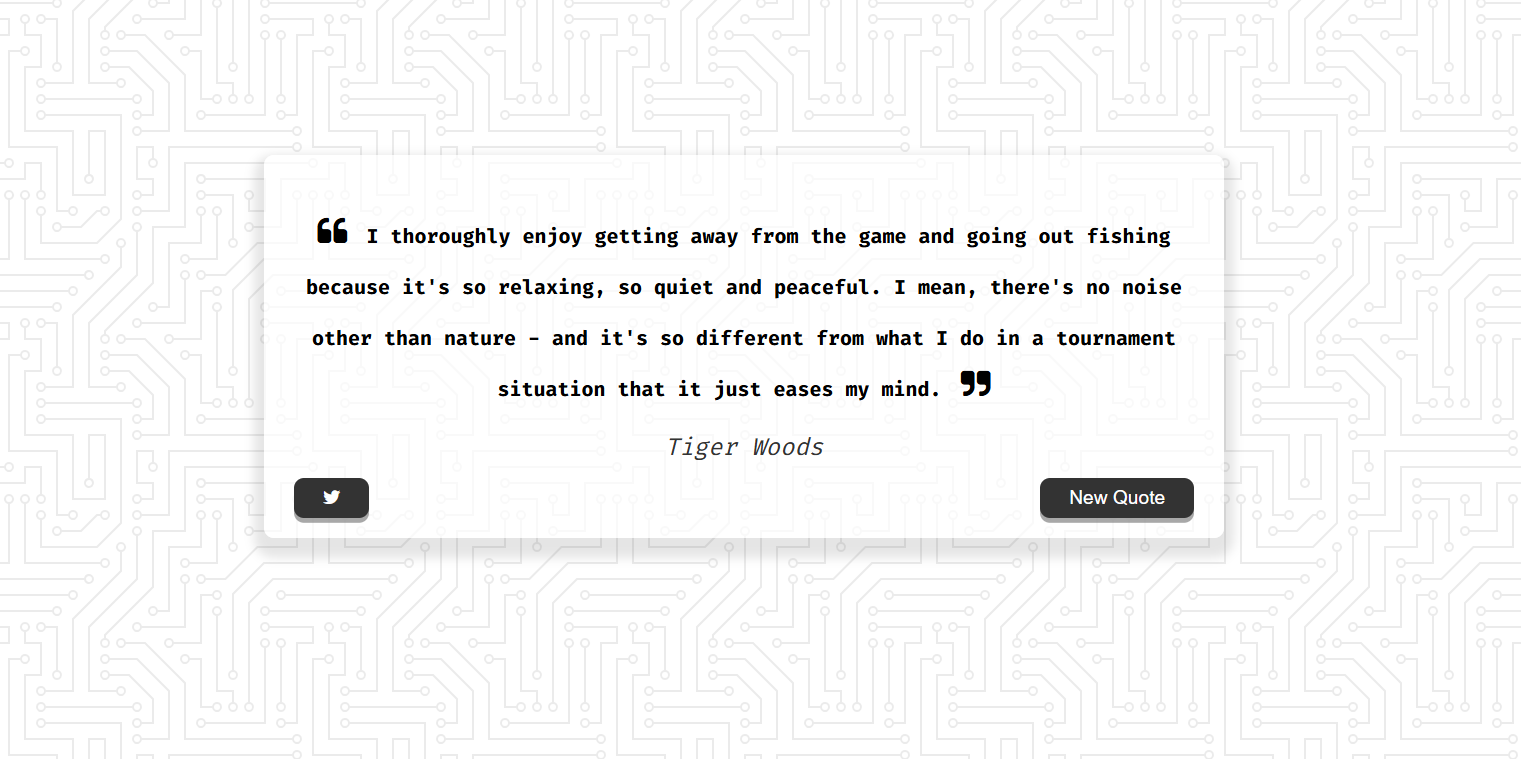 I thoroughly enjoy getting away from the game and going out fishing
because it's so relaxing, so quiet and peaceful. I mean, there's no noise
other than nature - and it's so different from what I do in a tournament
situation that it just eases my mind.
Tiger Woods
New Quote